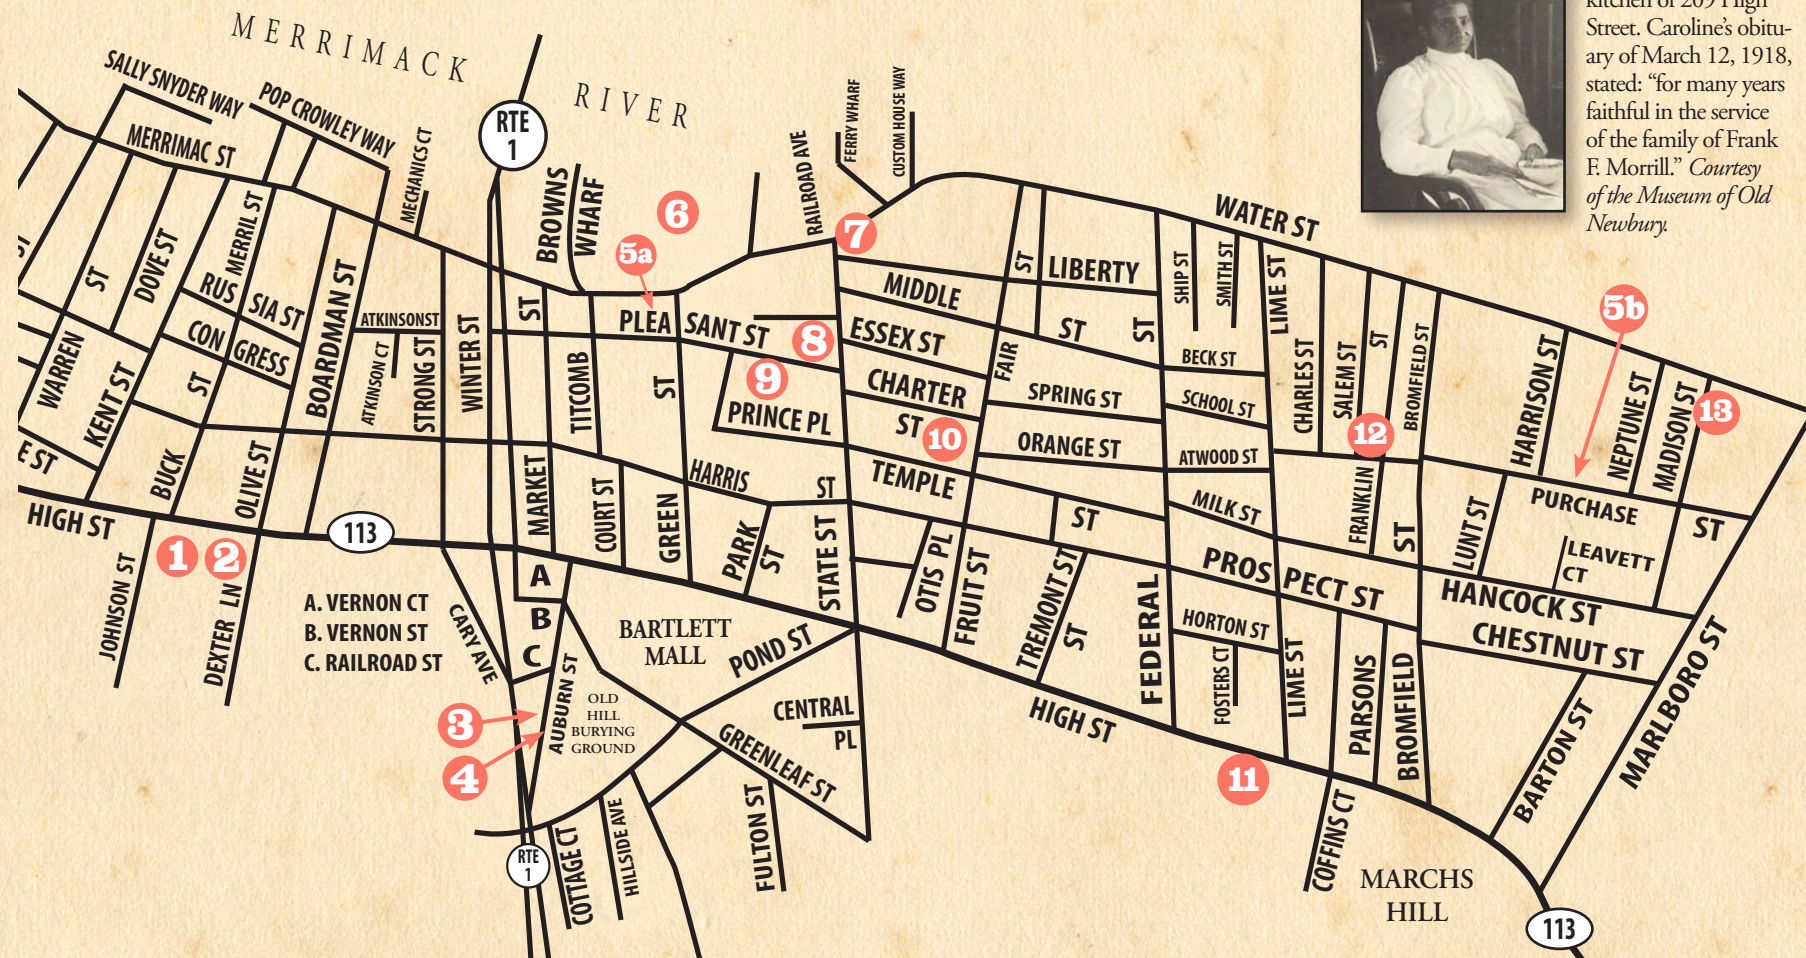 kitchen of 209 High
Street. Caroline’s obitu-
ary of March 12, 1918,
stated: “for many years
faithful in the service
of the family of Frank
F. Morrill.” Courtesy
of the Museum of Old
Newbury.
MERRIMACK
RIVER
SALLY SNYDER WAY
POP CROWLEY WAY
MERRIMAC ST
MECHANICS CT
RTE
1
BROWNS
WHARF
6
5a
RAILROAD AVE
FERRY WHARF
CUSTOM HOUSE WAY
7
WATER ST
ST
DOVE ST
MERRIL ST
RUS
SIA ST
CON
GRESS
ST
BOARDMAN ST
ATKINSONST
ATKINSON CT
STRONG ST
WINTER ST
ST
MARKET
TITCOMB
ST
GREEN
PLEA
SANT ST
8
9
PRINCE PL
MIDDLE
ST
LIBERTY
ST
ESSEX ST
FAIR
ST
CHARTER
ST
10
SPRING ST
ORANGE ST
SHIP ST
SMITH ST
LIME ST
BECK ST
SCHOOL ST
ATWOOD ST
CHARLES ST
SALEM ST
ST
BROMFIELD ST
12
FRANKLIN
HARRISON ST
5b
NEPTUNE ST
MADISON ST
13
WARREN
KENT ST
E ST
BUCK
OLIVE ST
HIGH ST
113
COURT ST
HARRIS
ST
PARK
ST
STATE ST
TEMPLE
ST
OTIS PL
FRUIT ST
TREMONT ST
ST
FEDERAL
MILK ST
PROS
PECT ST
ST
LUNT ST
PURCHASE
ST
LEAVETT
CT
HANCOCK ST
CHESTNUT ST
MARLBORO ST
1
2
JOHNSON ST
DEXTER LN
A. VERNON CT
B. VERNON ST
C. RAILROAD ST
CARY AVE
A
B
C
BARTLETT
MALL
POND ST
AUBURN ST
OLD
HILL
BURYING
GROUND
3
4
CENTRAL
PL
GREENLEAF ST
HIGH ST
HORTON ST
FOSTERS CT
LIME ST
PARSONS
BROMFIELD
BARTON ST
11
COFFINS CT
MARCHS
HILL
113
RTE
1
COTTAGE CT
HILLSIDE AVE
FULTON ST